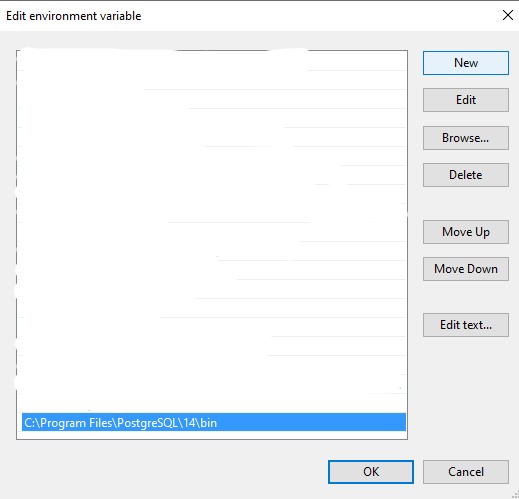 Edit environment variable
New
Edit
Browse...
Delete
Move Up
Move Down
Edit text...
C:\Program Files\PostgreSQL\14\bin
OK
Cancel